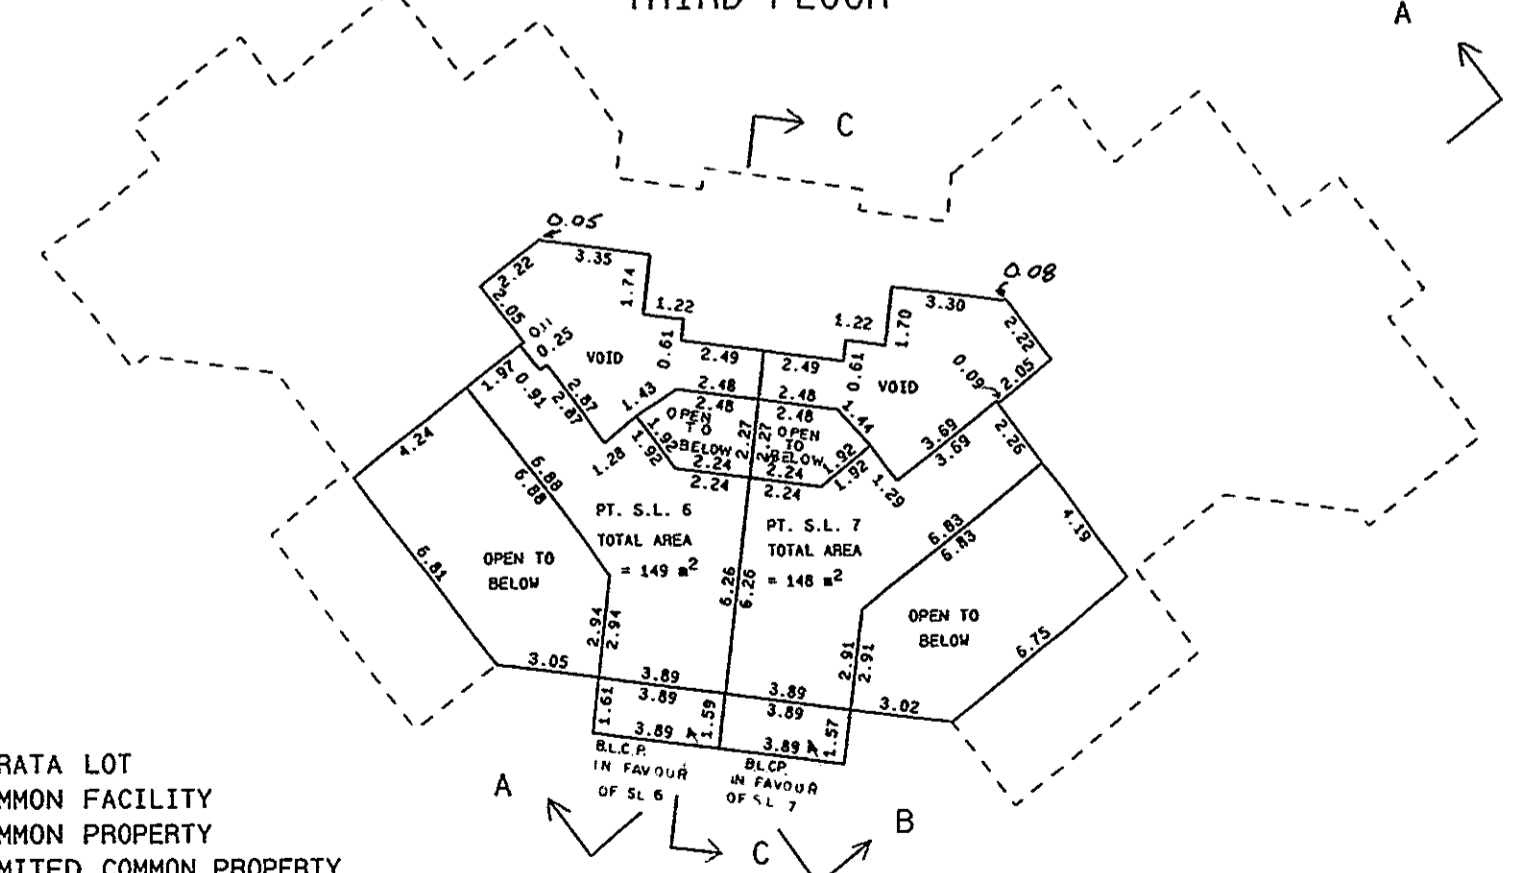 THIRD FLOOR
A
C
0.05
3.35
2.22
2.05
1.74
1.22
0.11
0.25
VOID
0.61
2.49
2.49
1.22
0.61
1.70
3.30
0.08
2.22
2.05
0.09
VOID
1.97
0.91
2.87
2.87
1.43
2.48
2.48
2.48
2.48
1.44
OPEN
TO
BELOW
OPEN
TO
BELOW
2.27
2.27
1.92
1.92
1.92
1.92
2.24
2.24
2.24
2.24
1.28
1.29
3.69
3.69
2.26
4.24
6.88
6.88
6.81
OPEN TO
BELOW
PT. S.L. 6
TOTAL AREA
= 149 m²
PT. S.L. 7
TOTAL AREA
= 148 m²
6.26
6.26
6.83
6.83
4.19
OPEN TO
BELOW
6.75
2.94
2.94
2.91
2.91
3.05
3.89
3.89
3.89
3.89
3.02
1.61
1.59
1.57
3.89 A
3.89 A
B.L.C.P.
IN FAVOUR
OF SL 6
B.L.C.P.
IN FAVOUR
OF SL 7
A
C
B
RATA LOT
MMON FACILITY
MMON PROPERTY
MITED COMMON PROPERTY